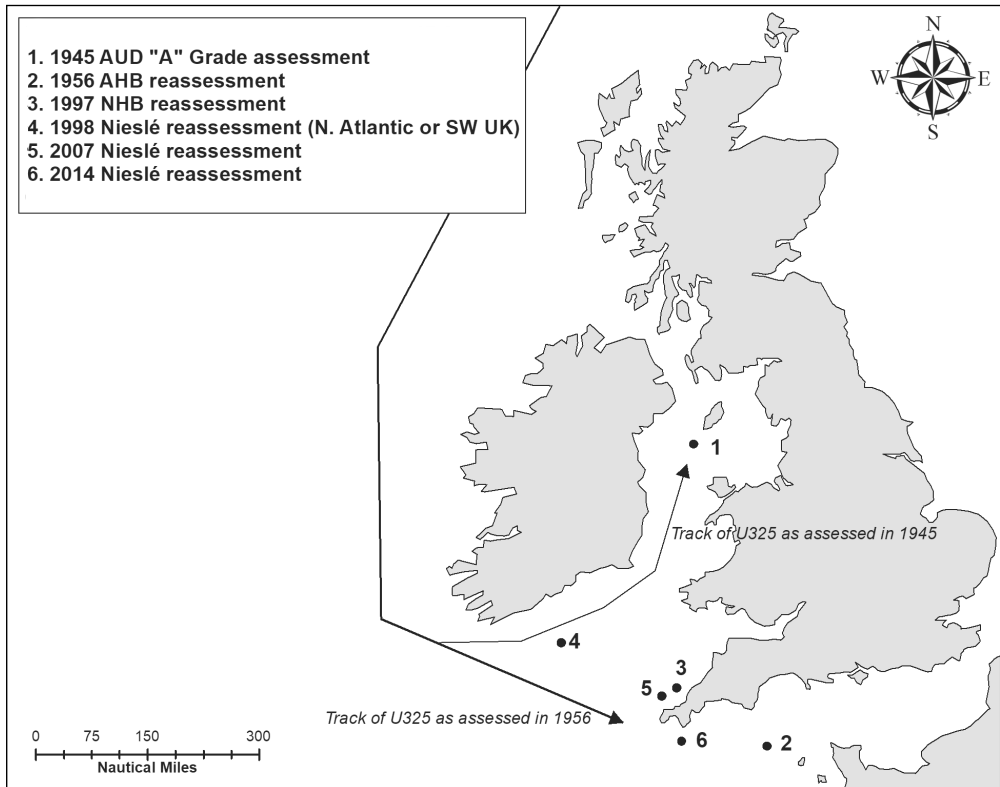 1. 1945 AUD "A" Grade assessment
2. 1956 AHB reassessment
3. 1997 NHB reassessment
4. 1998 Nieslé reassessment (N. Atlantic or SW UK)
5. 2007 Nieslé reassessment
6. 2014 Nieslé reassessment
N
W E
S
1
Track of U325 as assessed in 1945
4
3
5
Track of U325 as assessed in 1956
6
2
0 75 150 300
Nautical Miles